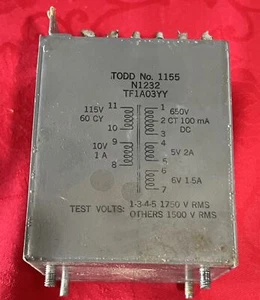 TODD No. 1155
N1232
TF1A03YY
115V
60 CY
11
10
10V
1 A
9
8
1
2
3
4
5
6
7
650V
CT 100 mA
DC
5V 2A
6V 1.5A
TEST VOLTS: 1-3-4-5 1750 V RMS
OTHERS 1500 V RMS